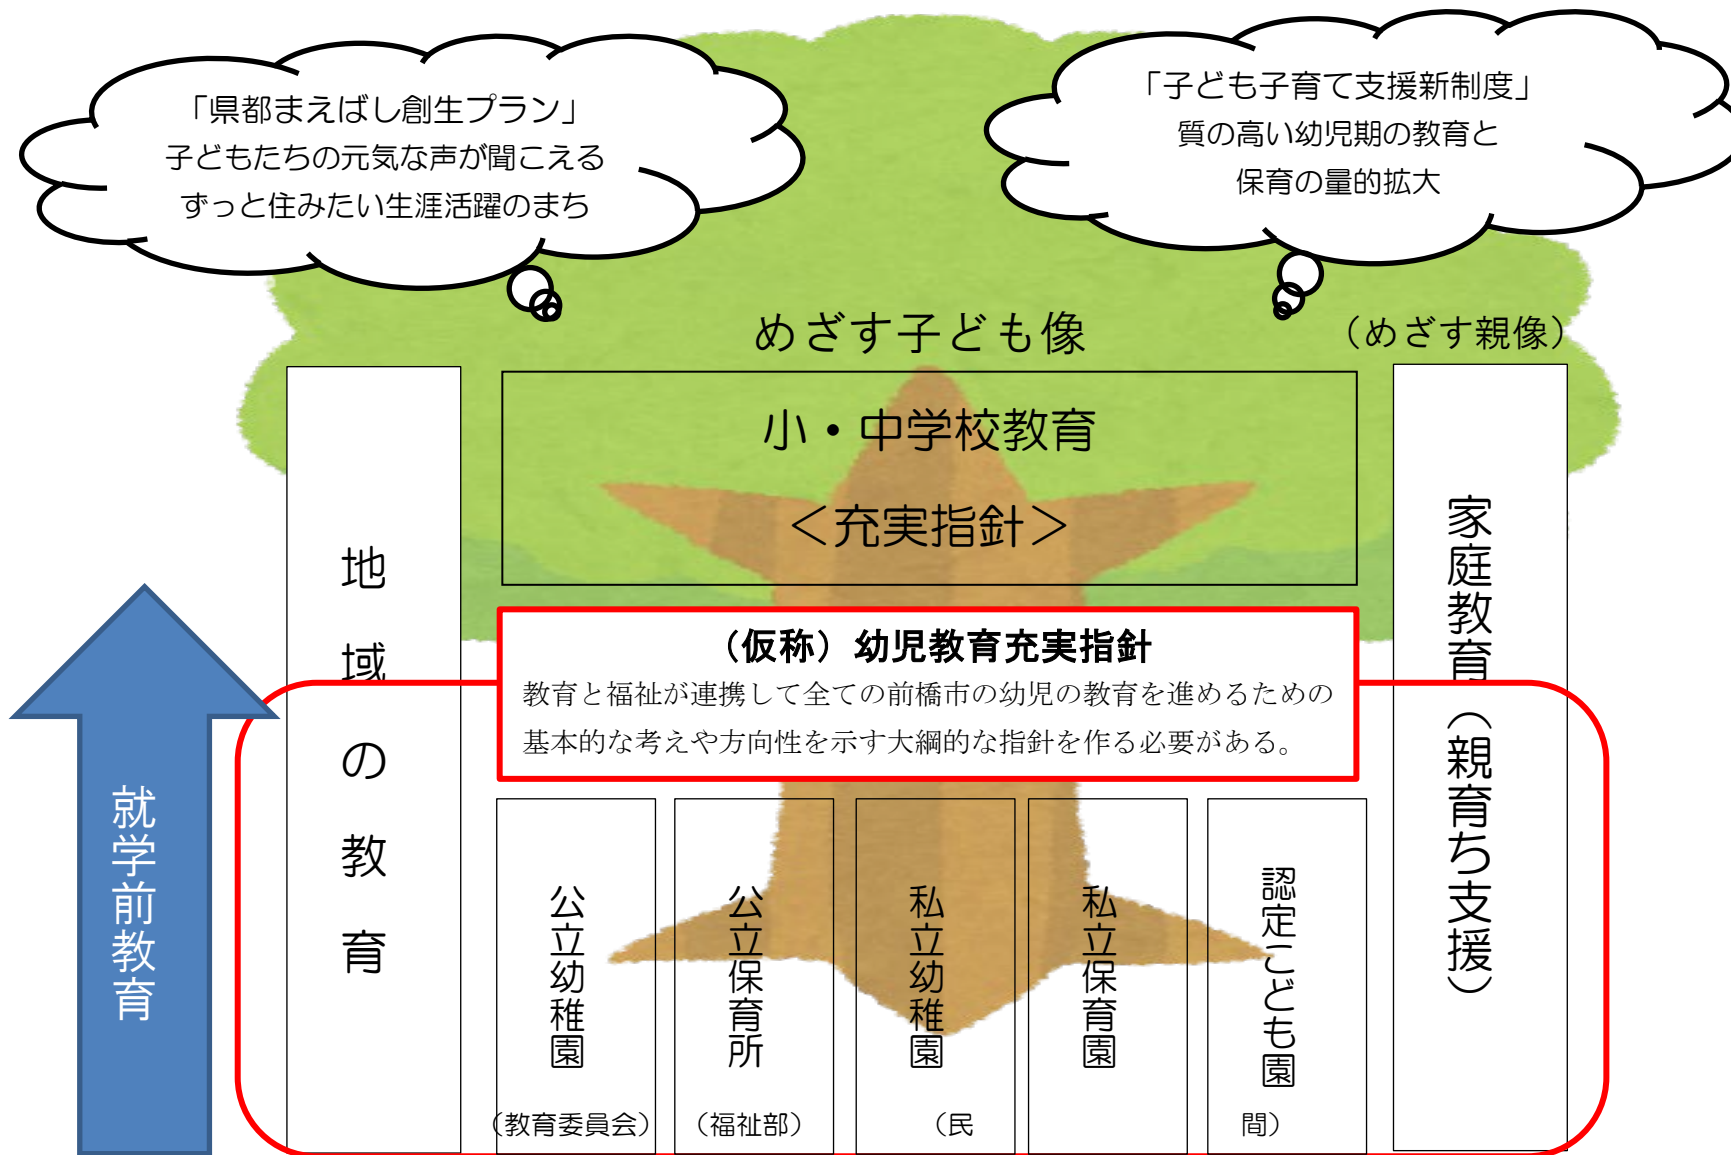 「県都まえばし創生プラン」
子どもたちの元気な声が聞こえる
ずっと住みたい生涯活躍のまち
「子ども子育て支援新制度」
質の高い幼児期の教育と
保育の量的拡大
めざす子ども像
（めざす親像）
小・中学校教育
＜充実指針＞
地域の教育
家庭教育（親育ち支援）
（仮称）幼児教育充実指針
教育と福祉が連携して全ての前橋市の幼児の教育を進めるための
基本的な考えや方向性を示す大綱的な指針を作る必要がある。
就学前教育
公立幼稚園
公立保育所
私立幼稚園
私立保育園
認定こども園
（教育委員会）
（福祉部）
（民
間）